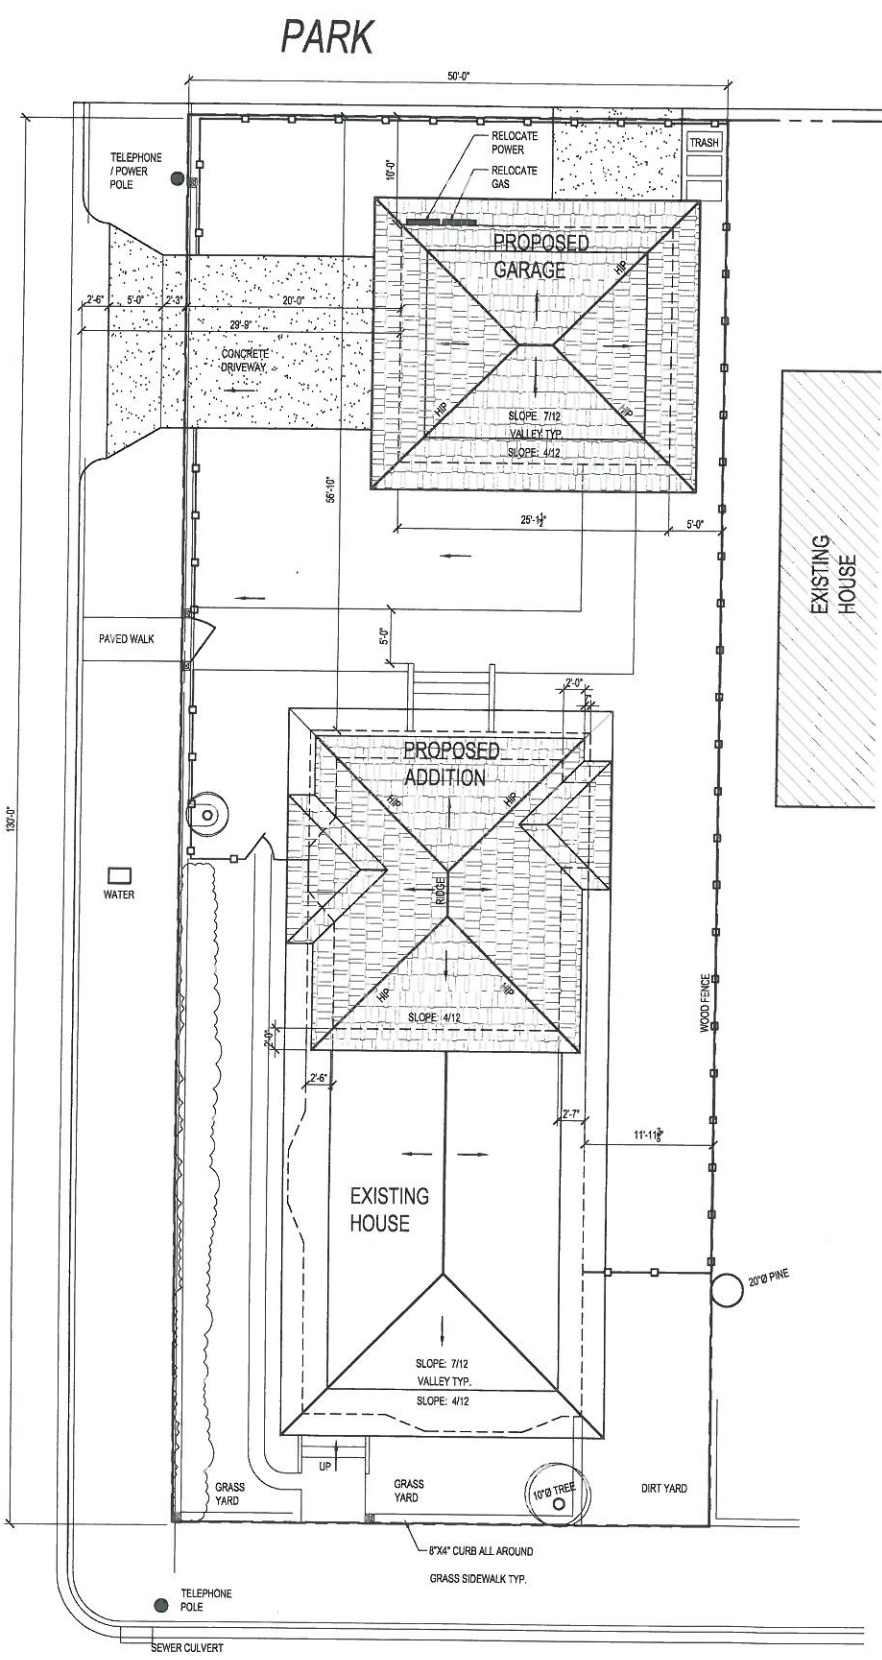 PARK
50'-0"
TELEPHONE
/ POWER
POLE
RELOCATE
POWER
RELOCATE
GAS
TRASH
10'-0"
PROPOSED
GARAGE
HIP
2'-6"
5'-0"
2'-3"
20'-0"
29'-9"
CONCRETE
DRIVEWAY
HIP
HIP
SLOPE 7/12
VALLEY TYP.
SLOPE: 4/12
56'-10"
25'-1½"
5'-0"
EXISTING
HOUSE
PAVED WALK
5'-0"
2'-0"
PROPOSED
ADDITION
HIP
HIP
130'-0"
RIDGE
WATER
HIP
HIP
SLOPE: 4/12
WOOD FENCE
2'-0"
2'-6"
2'-7"
EXISTING
HOUSE
20"Ø PINE
SLOPE: 7/12
VALLEY TYP.
SLOPE: 4/12
UP
GRASS
YARD
GRASS
YARD
10"Ø TREE
DIRT YARD
8"X4" CURB ALL AROUND
GRASS SIDEWALK TYP.
TELEPHONE
POLE
SEWER CULVERT